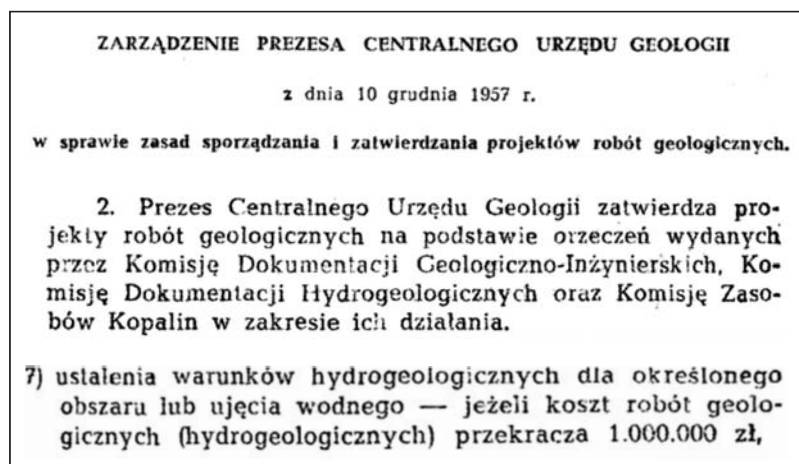 ZARZĄDZENIE PREZESA CENTRALNEGO URZĘDU GEOLOGII
z dnia 10 grudnia 1957 r.
w sprawie zasad sporządzania i zatwierdzania projektów robót geologicznych.
2. Prezes Centralnego Urzędu Geologii zatwierdza pro-
jekty robót geologicznych na podstawie orzeczeń wydanych
przez Komisję Dokumentacji Geologiczno-Inżynierskich, Ko-
misję Dokumentacji Hydrogeologicznych oraz Komisję Zaso-
bów Kopalin w zakresie ich działania.
7) ustalenia warunków hydrogeologicznych dla określonego
obszaru lub ujęcia wodnego — jeżeli koszt robót geolo-
gicznych (hydrogeologicznych) przekracza 1.000.000 zł,